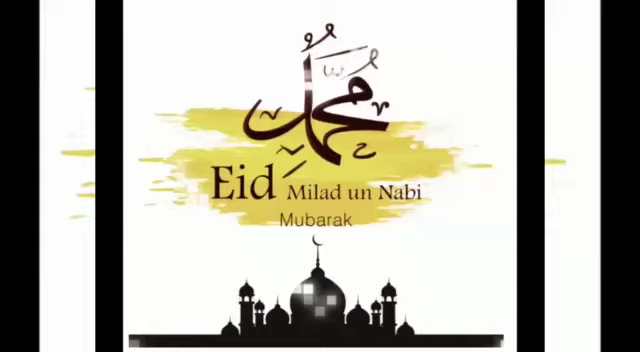 محمد
Eid Milad un Nabi
Mubarak